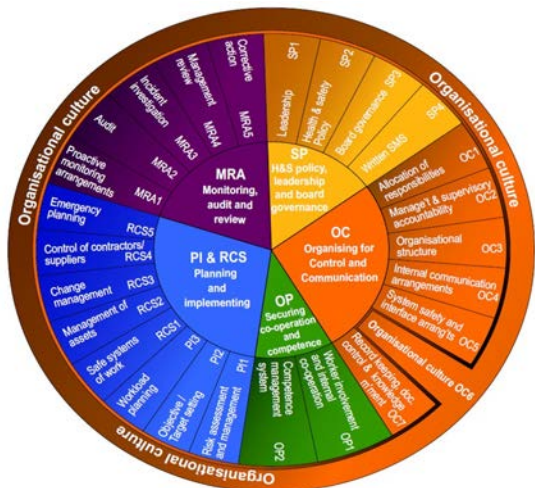 Organisational culture
Organisational culture
Organisational culture
SP
H&S policy,
leadership
and board
governance
SP1
Leadership
SP2
Health & safety
Policy
SP3
Board governance
SP4
Written SMS
OC
Organising for
Control and
Communication
Allocation of
responsibilities
OC1
Manage't & supervisory
accountability
OC2
Organisational
structure
OC3
Internal communication
arrangements
OC4
System safety and
interface arrang'ts
OC5
Organisational culture OC6
Record keeping, doc.
control & knowledge
m'ment
OC7
OP
Securing
co-operation and
competence
Worker involvement
and internal
co-operation
OP1
Competence
management
system
OP2
PI & RCS
Planning
and
implementing
PI1
Risk assessment
and management
PI2
Objective /
Target setting
PI3
Workload
planning
RCS1
Safe systems
of work
RCS2
Management of
assets
RCS3
Change
management
RCS4
Control of contractors/
suppliers
RCS5
Emergency
planning
MRA
Monitoring,
audit and
review
MRA1
Proactive
monitoring
arrangements
MRA2
Audit
MRA3
Incident
investigation
MRA4
Management
review
MRA5
Corrective
action